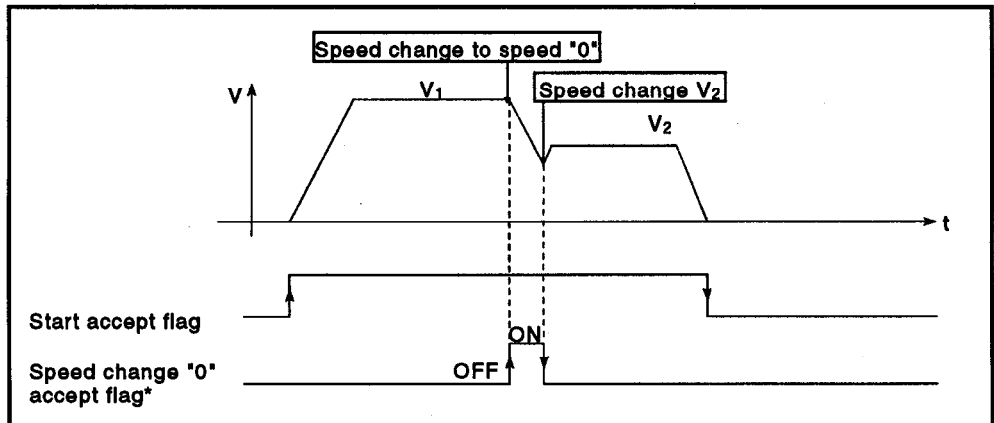 Speed change to speed "0"
Speed change V2
V
V1
V2
t
Start accept flag
ON
OFF
Speed change "0"
accept flag*